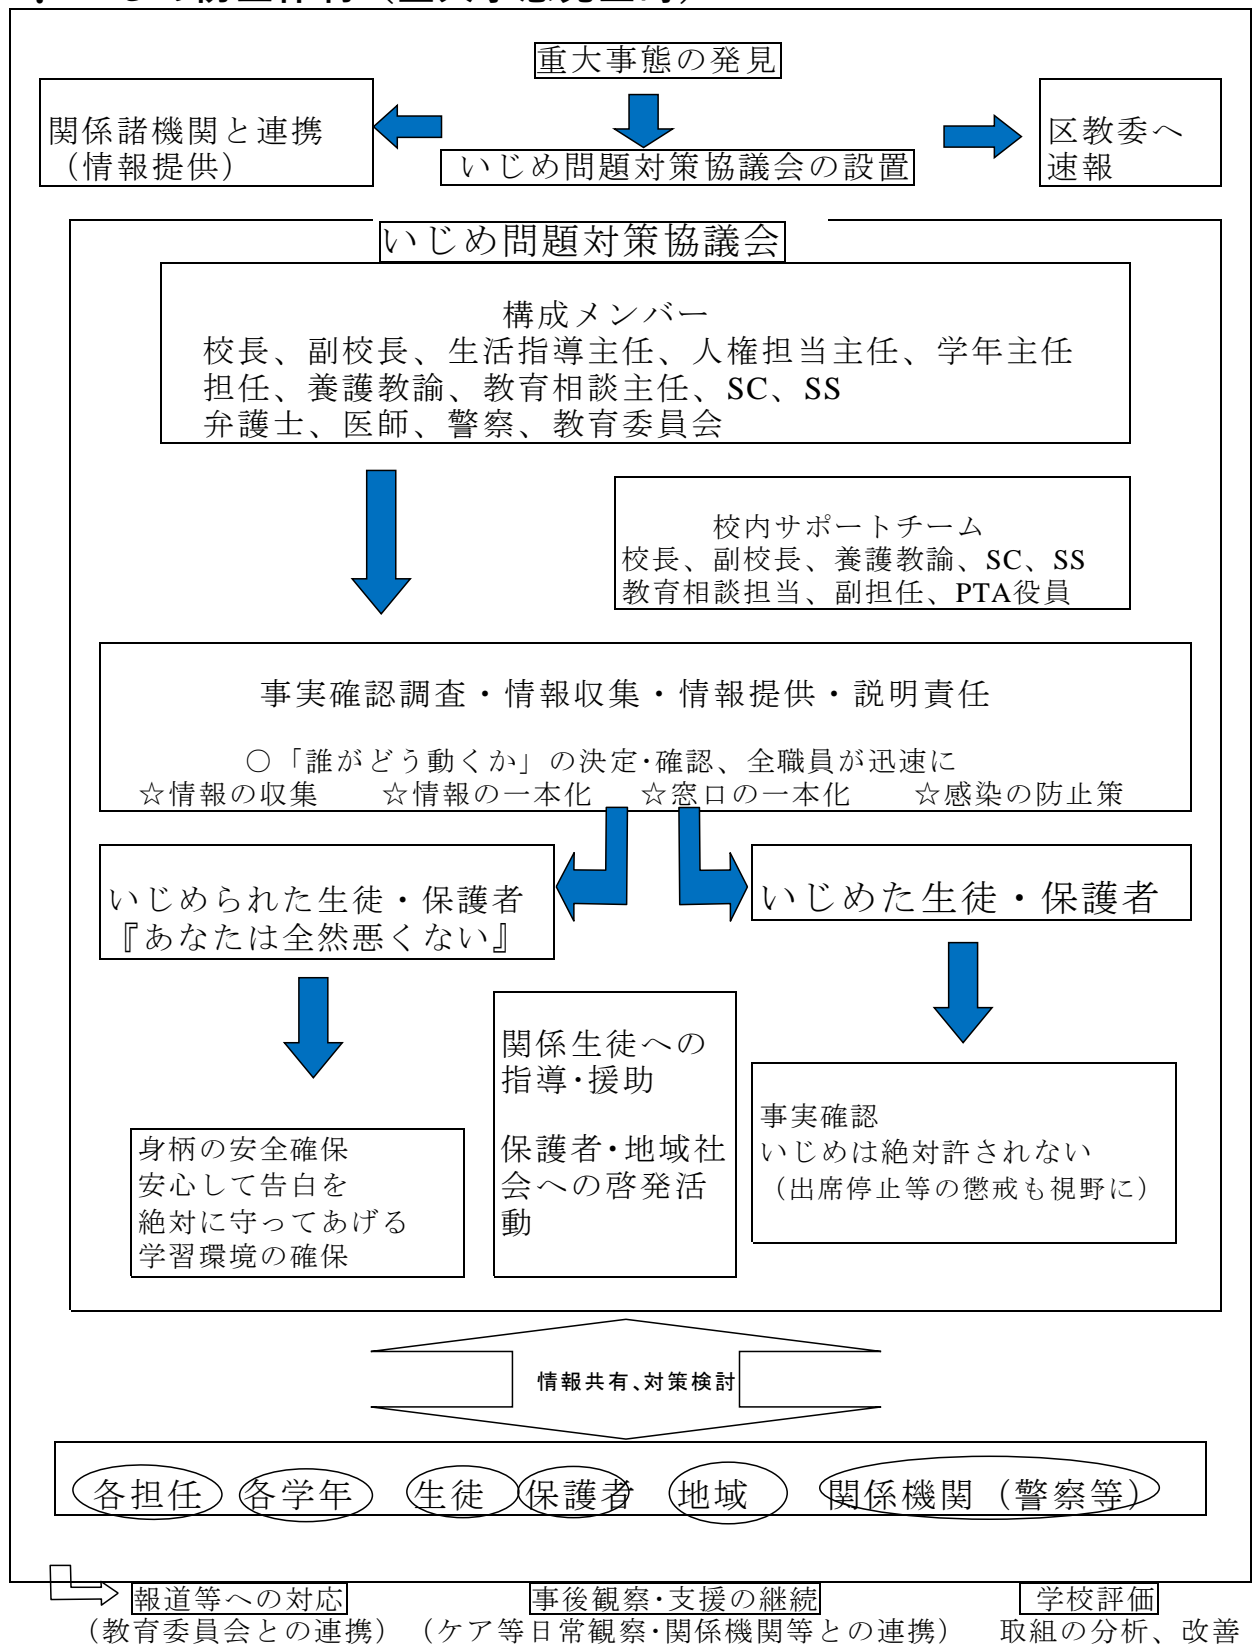 重大事態の発見
関係諸機関と連携
（情報提供）
いじめ問題対策協議会の設置
区教委へ
速報
いじめ問題対策協議会
構成メンバー
校長、副校長、生活指導主任、人権担当主任、学年主任
担任、養護教諭、教育相談主任、SC、SS
弁護士、医師、警察、教育委員会
校内サポートチーム
校長、副校長、養護教諭、SC、SS
教育相談担当、副担任、PTA役員
事実確認調査・情報収集・情報提供・説明責任
○「誰がどう動くか」の決定・確認、全職員が迅速に
☆情報の収集　☆情報の一本化　☆窓口の一本化　☆感染の防止策
いじめられた生徒・保護者
『あなたは全然悪くない』
いじめた生徒・保護者
身柄の安全確保
安心して告白を
絶対に守ってあげる
学習環境の確保
関係生徒への
指導・援助
保護者・地域社
会への啓発活
動
事実確認
いじめは絶対許されない
（出席停止等の懲戒も視野に）
情報共有、対策検討
各担任　各学年　生徒　保護者　地域　関係機関（警察等）
報道等への対応　事後観察・支援の継続　学校評価
（教育委員会との連携）（ケア等日常観察・関係機関等との連携）　取組の分析、改善